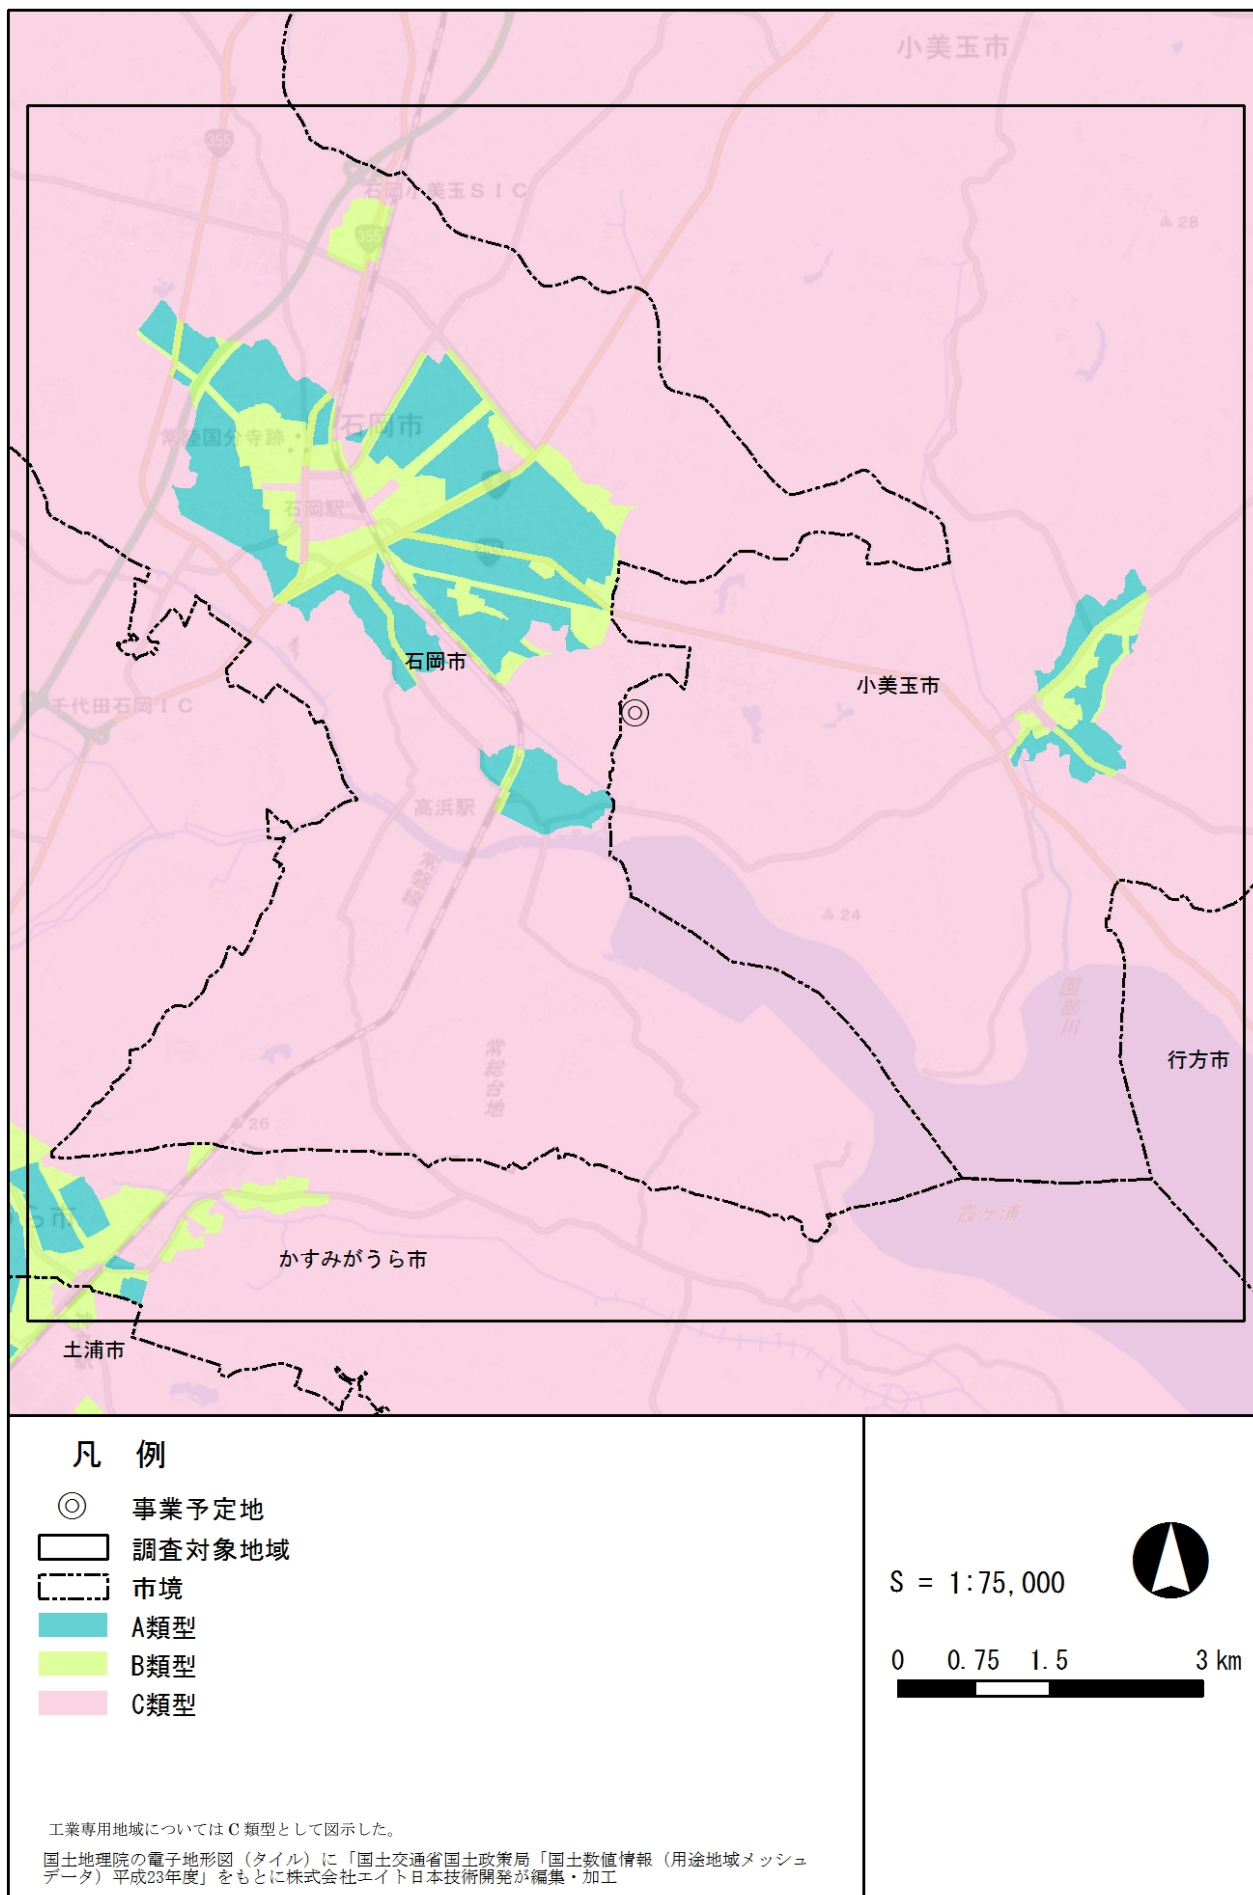 小美玉市
355
石岡小美玉SIC
355
28
石岡市
常陸国分寺跡
石岡駅
石岡市
小美玉市
千代田石岡IC
高浜駅
常磐線
24
園部川
常総台地
行方市
26
ら市
霞ヶ浦
かすみがうら市
土浦市
凡 例
事業予定地
調査対象地域
市境
A類型
B類型
C類型
S = 1:75,000
0 0.75 1.5 3 km
工業専用地域についてはC類型として図示した。
国土地理院の電子地形図（タイル）に「国土交通省国土政策局「国土数値情報（用途地域メッシュ
データ）平成23年度」をもとに株式会社エイト日本技術開発が編集・加工